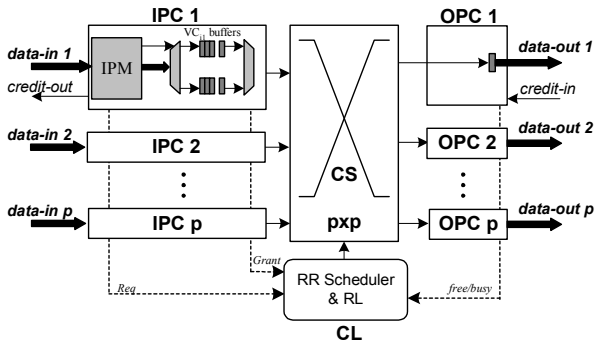 IPC 1
OPC 1
data-in 1
IPM
VCi,j buffers
data-out 1
credit-out
credit-in
data-in 2
IPC 2
OPC 2
data-out 2
CS
data-in p
IPC p
pxp
OPC p
data-out p
Grant
Req
RR Scheduler
& RL
free/busy
CL